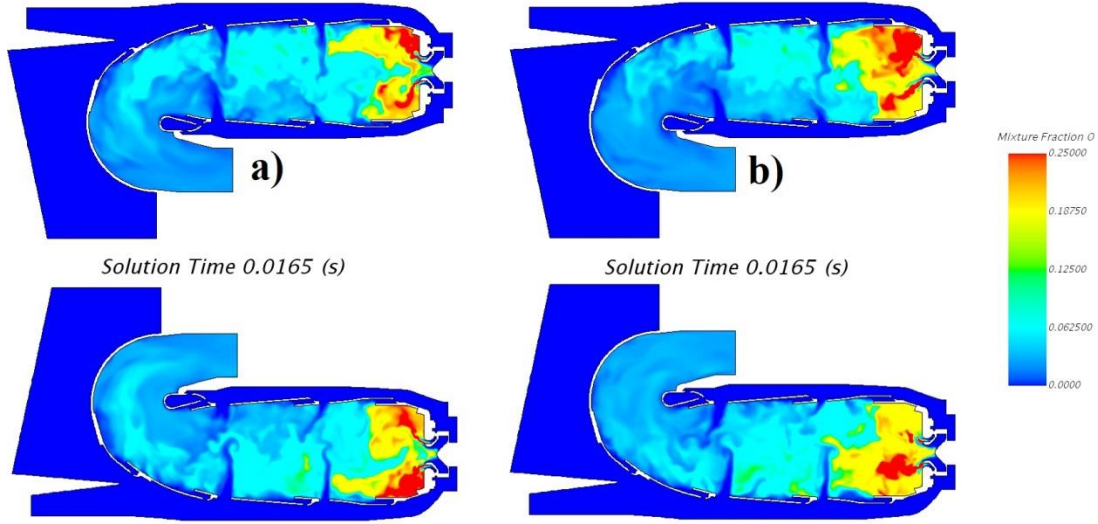 a)
b)
Mixture Fraction 0
0.25000
0.18750
0.12500
0.062500
0.0000
Solution Time 0.0165 (s)
Solution Time 0.0165 (s)